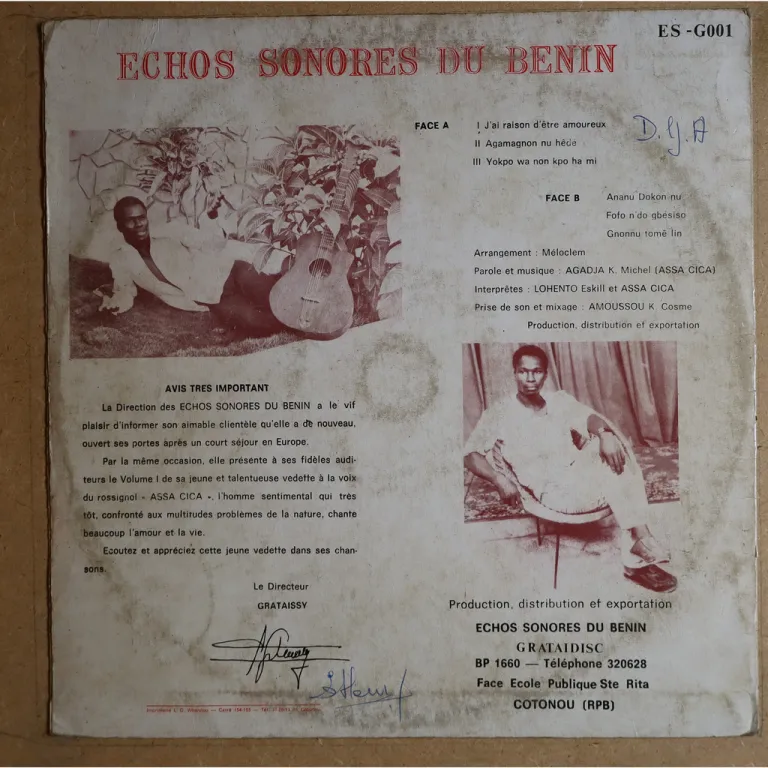 ES -G001
ECHOS SONORES DU BENIN
FACE A
I J'ai raison d'être amoureux
II Agamagnon nu hêde
III Yokpo wa non kpo ha mi
D.Y.A
FACE B
Ananu Dokon nu
Fofo n'do gbésiso
Gnonnu tomê lin
Arrangement : Méloclem
Parole et musique : AGADJA K. Michel (ASSA CICA)
Interprêtes : LOHENTO Eskill et ASSA CICA
Prise de son et mixage : AMOUSSOU K Cosme
Production, distribution et exportation
AVIS TRES IMPORTANT
La Direction des ECHOS SONORES DU BENIN a le vif
plaisir d'informer son aimable clientèle qu'elle a de nouveau,
ouvert ses portes après un court séjour en Europe.
Par la même occasion, elle présente à ses fidèles audi-
teurs le Volume I de sa jeune et talentueuse vedette à la voix
du rossignol « ASSA CICA », l'homme sentimental qui très
tôt, confronté aux multitudes problèmes de la nature, chante
beaucoup l'amour et la vie.
Ecoutez et appréciez cette jeune vedette dans ses chan-
sons.
Le Directeur
GRATAISSY
Production, distribution et exportation
ECHOS SONORES DU BENIN
GRATAIDISC
BP 1660 — Téléphone 320628
Face Ecole Publique Ste Rita
COTONOU (RPB)